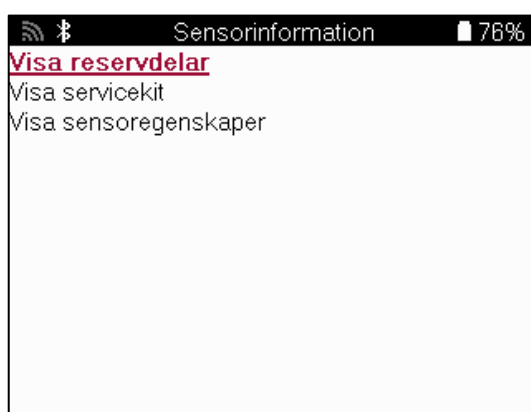 Sensorinformation 76%
Visa reservdelar
Visa servicekit
Visa sensoregenskaper